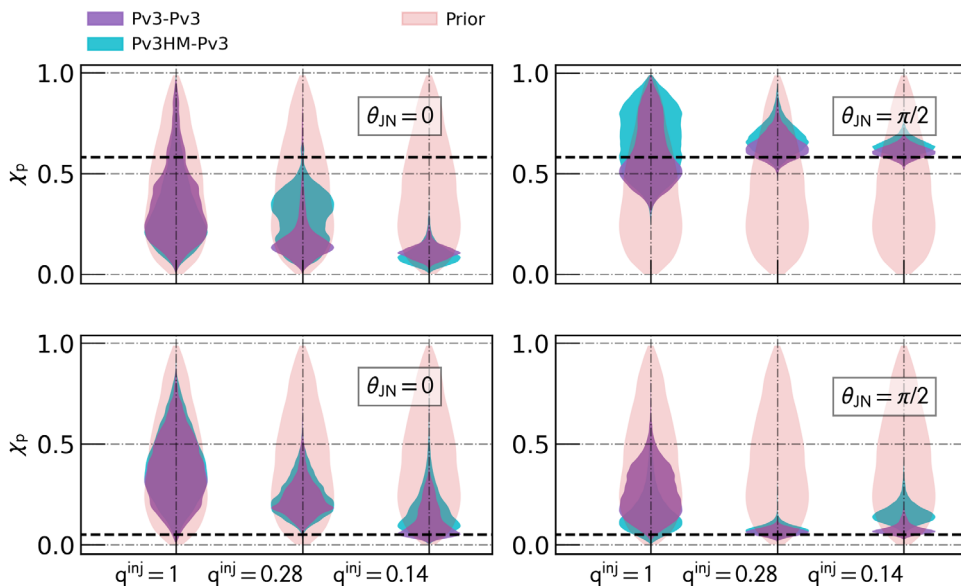 Pv3-Pv3
Prior
Pv3HM-Pv3
1.0
0.5
0.0
χp
θJN = 0
θJN = π/2
1.0
0.5
0.0
χp
θJN = 0
θJN = π/2
1.0
0.5
0.0
1.0
0.5
0.0
q^inj = 1 q^inj = 0.28 q^inj = 0.14
q^inj = 1 q^inj = 0.28 q^inj = 0.14